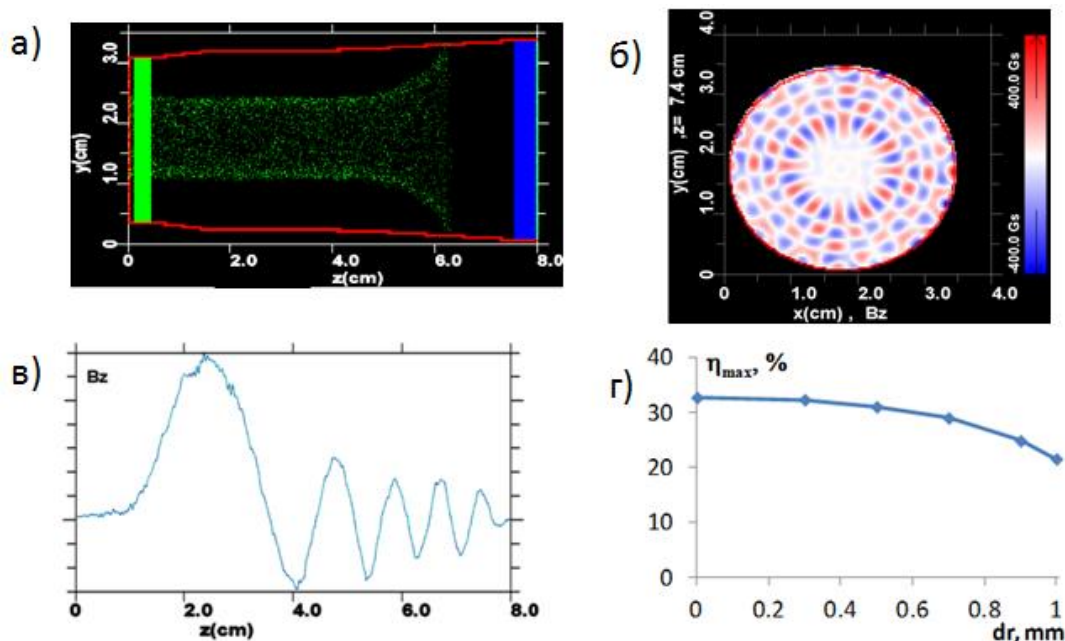 а)
y(cm)
3.0
2.0
1.0
0
0
2.0
4.0
6.0
8.0
z(cm)
б)
y(cm) ,z= 7.4 cm
4.0
3.0
2.0
1.0
0
0
1.0
2.0
3.0
4.0
x(cm) , Bz
400.0 Gs
-400.0 Gs
в)
Bz
0
2.0
4.0
6.0
8.0
z(cm)
г)
ηmax, %
40
30
20
10
0
0
0.2
0.4
0.6
0.8
1
dr, mm